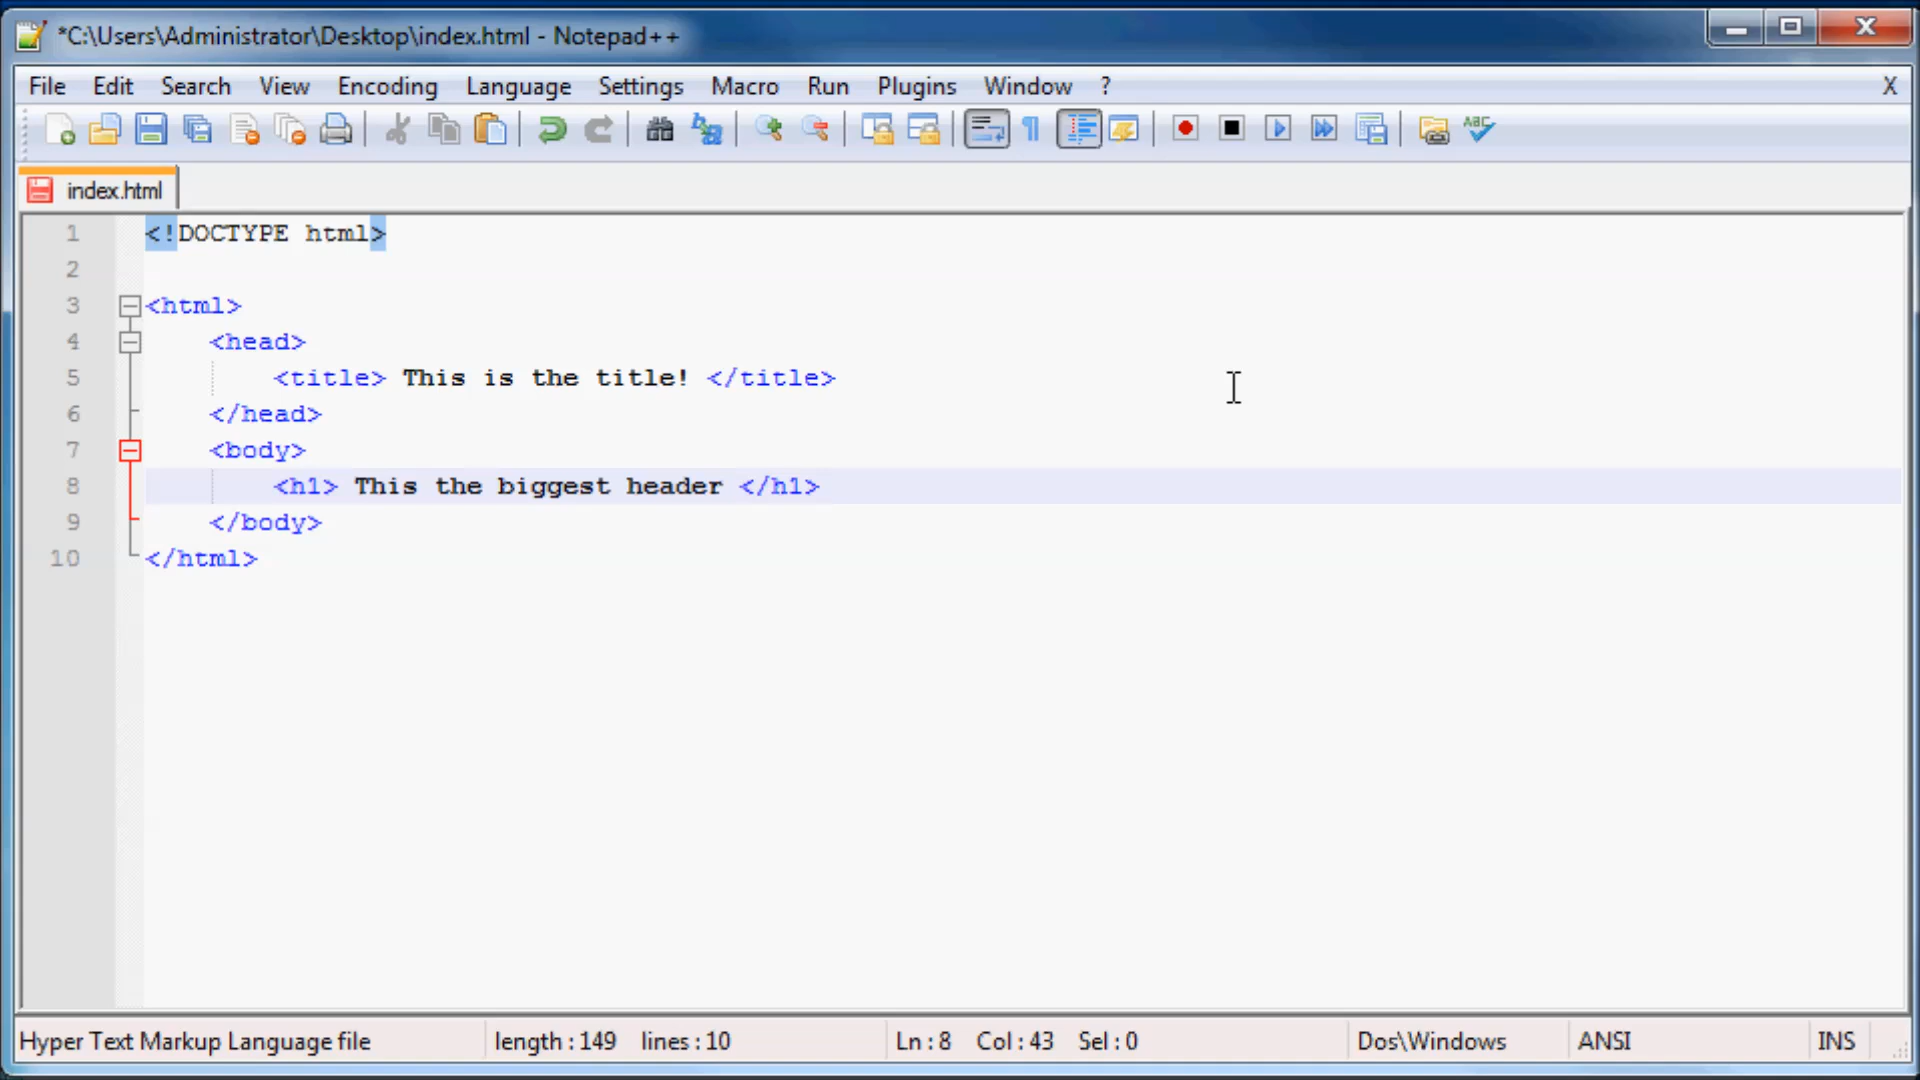 *C:\Users\Administrator\Desktop\index.html - Notepad++
File Edit Search View Encoding Language Settings Macro Run Plugins Window ? X
ABC
index.html
1 <!DOCTYPE html>
2
3 <html>
4 <head>
5 <title> This is the title! </title>
6 </head>
7 <body>
8 <h1> This the biggest header </h1>
9 </body>
10 </html>
Hyper Text Markup Language file length : 149 lines : 10 Ln : 8 Col : 43 Sel : 0 Dos\Windows ANSI INS